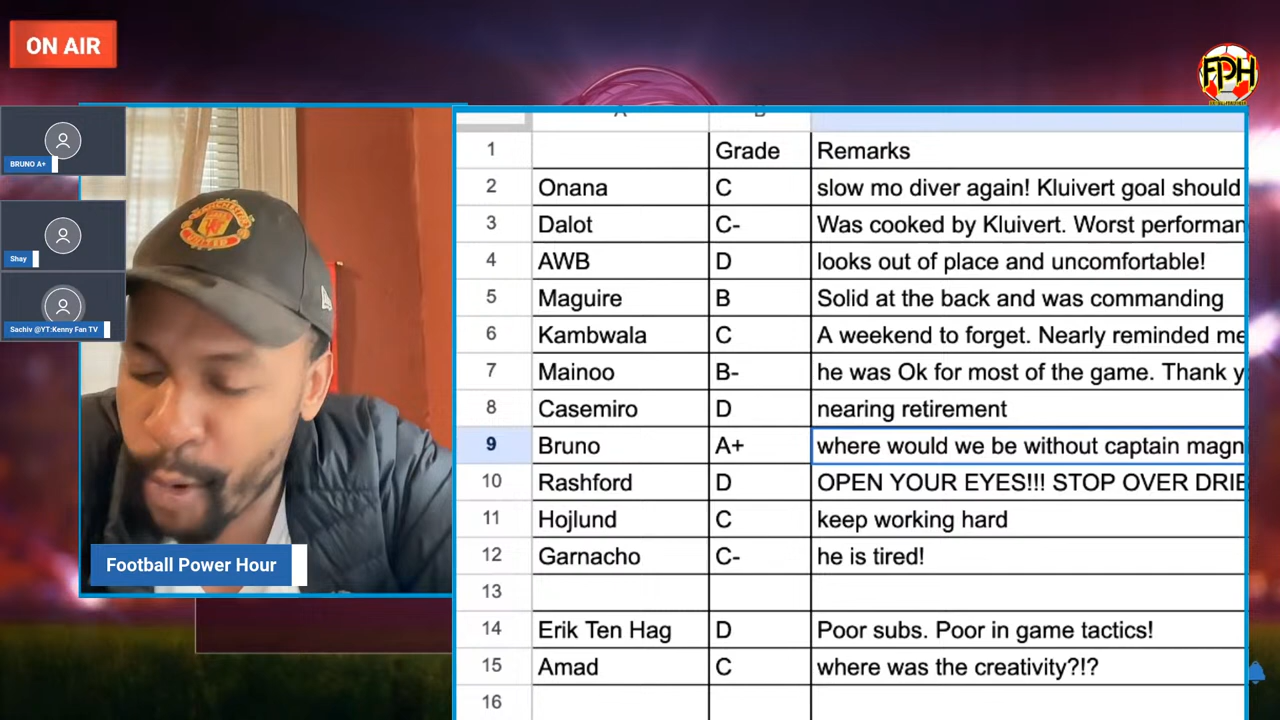 ON AIR
FPH
BRUNO A+
Shay
Sachiv @YT:Kenny Fan TV
Football Power Hour
1 Grade Remarks
2 Onana C slow mo diver again! Kluivert goal should
3 Dalot C- Was cooked by Kluivert. Worst performan
4 AWB D looks out of place and uncomfortable!
5 Maguire B Solid at the back and was commanding
6 Kambwala C A weekend to forget. Nearly reminded me
7 Mainoo B- he was Ok for most of the game. Thank y
8 Casemiro D nearing retirement
9 Bruno A+ where would we be without captain magn
10 Rashford D OPEN YOUR EYES!!! STOP OVER DRIB
11 Hojlund C keep working hard
12 Garnacho C- he is tired!
13
14 Erik Ten Hag D Poor subs. Poor in game tactics!
15 Amad C where was the creativity?!?
16